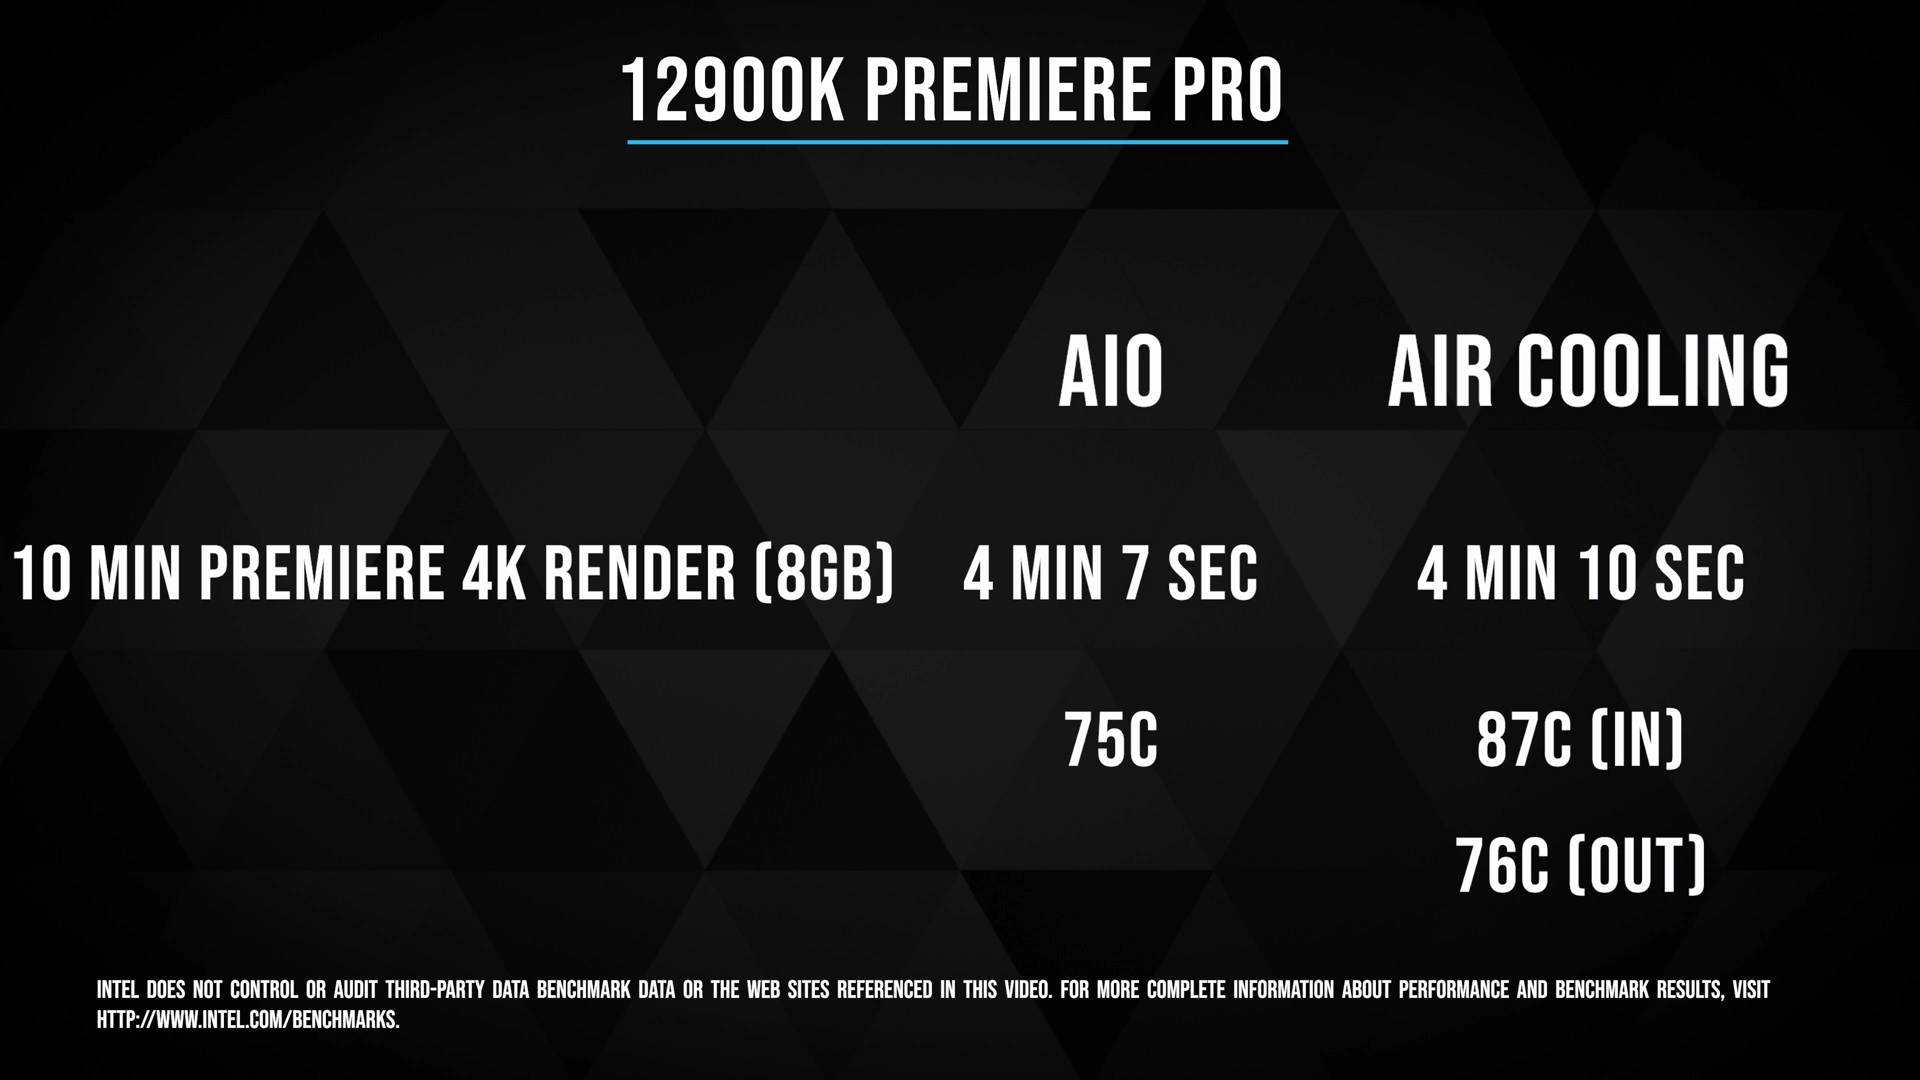 12900K PREMIERE PRO
AIO AIR COOLING
10 MIN PREMIERE 4K RENDER (8GB) 4 MIN 7 SEC 4 MIN 10 SEC
75C 87C (IN)
76C (OUT)
INTEL DOES NOT CONTROL OR AUDIT THIRD-PARTY DATA BENCHMARK DATA OR THE WEB SITES REFERENCED IN THIS VIDEO. FOR MORE COMPLETE INFORMATION ABOUT PERFORMANCE AND BENCHMARK RESULTS, VISIT
HTTP://WWW.INTEL.COM/BENCHMARKS.